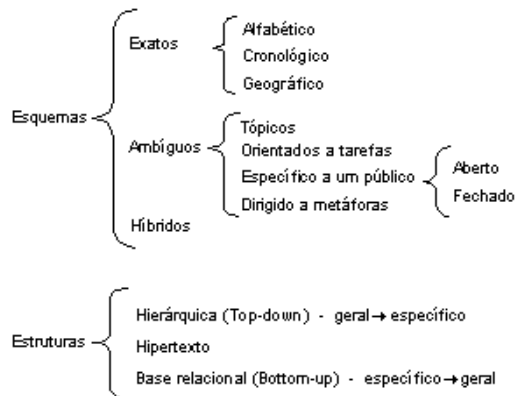 Esquemas
Exatos
Alfabético
Cronológico
Geográfico
Ambíguos
Tópicos
Orientados a tarefas
Específico a um público
Aberto
Fechado
Dirigido a metáforas
Híbridos
Estruturas
Hierárquica (Top-down) - geral → específico
Hipertexto
Base relacional (Bottom-up) - específico → geral